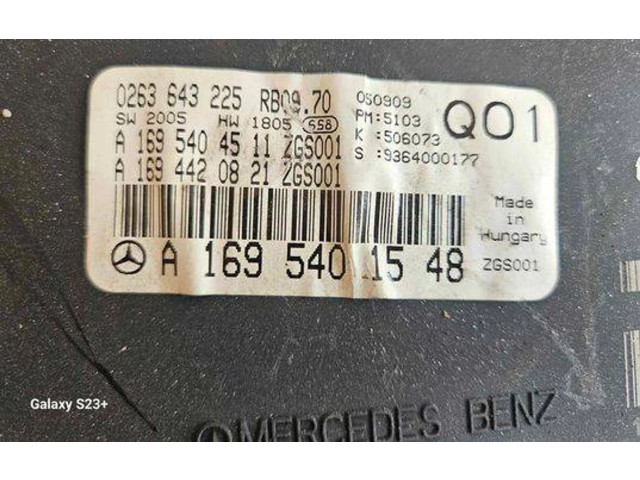 0263 643 225 RB09.70 050909
SW 2005 HW 1805 558 PM:5103 Q01
A 169 540 45 11 ZGS001 K :506073
A 169 442 08 21 ZGS001 S :9364000177
Made
in
Hungary
A 169 540 15 48 ZGS001
MERCEDES BENZ
Galaxy S23+